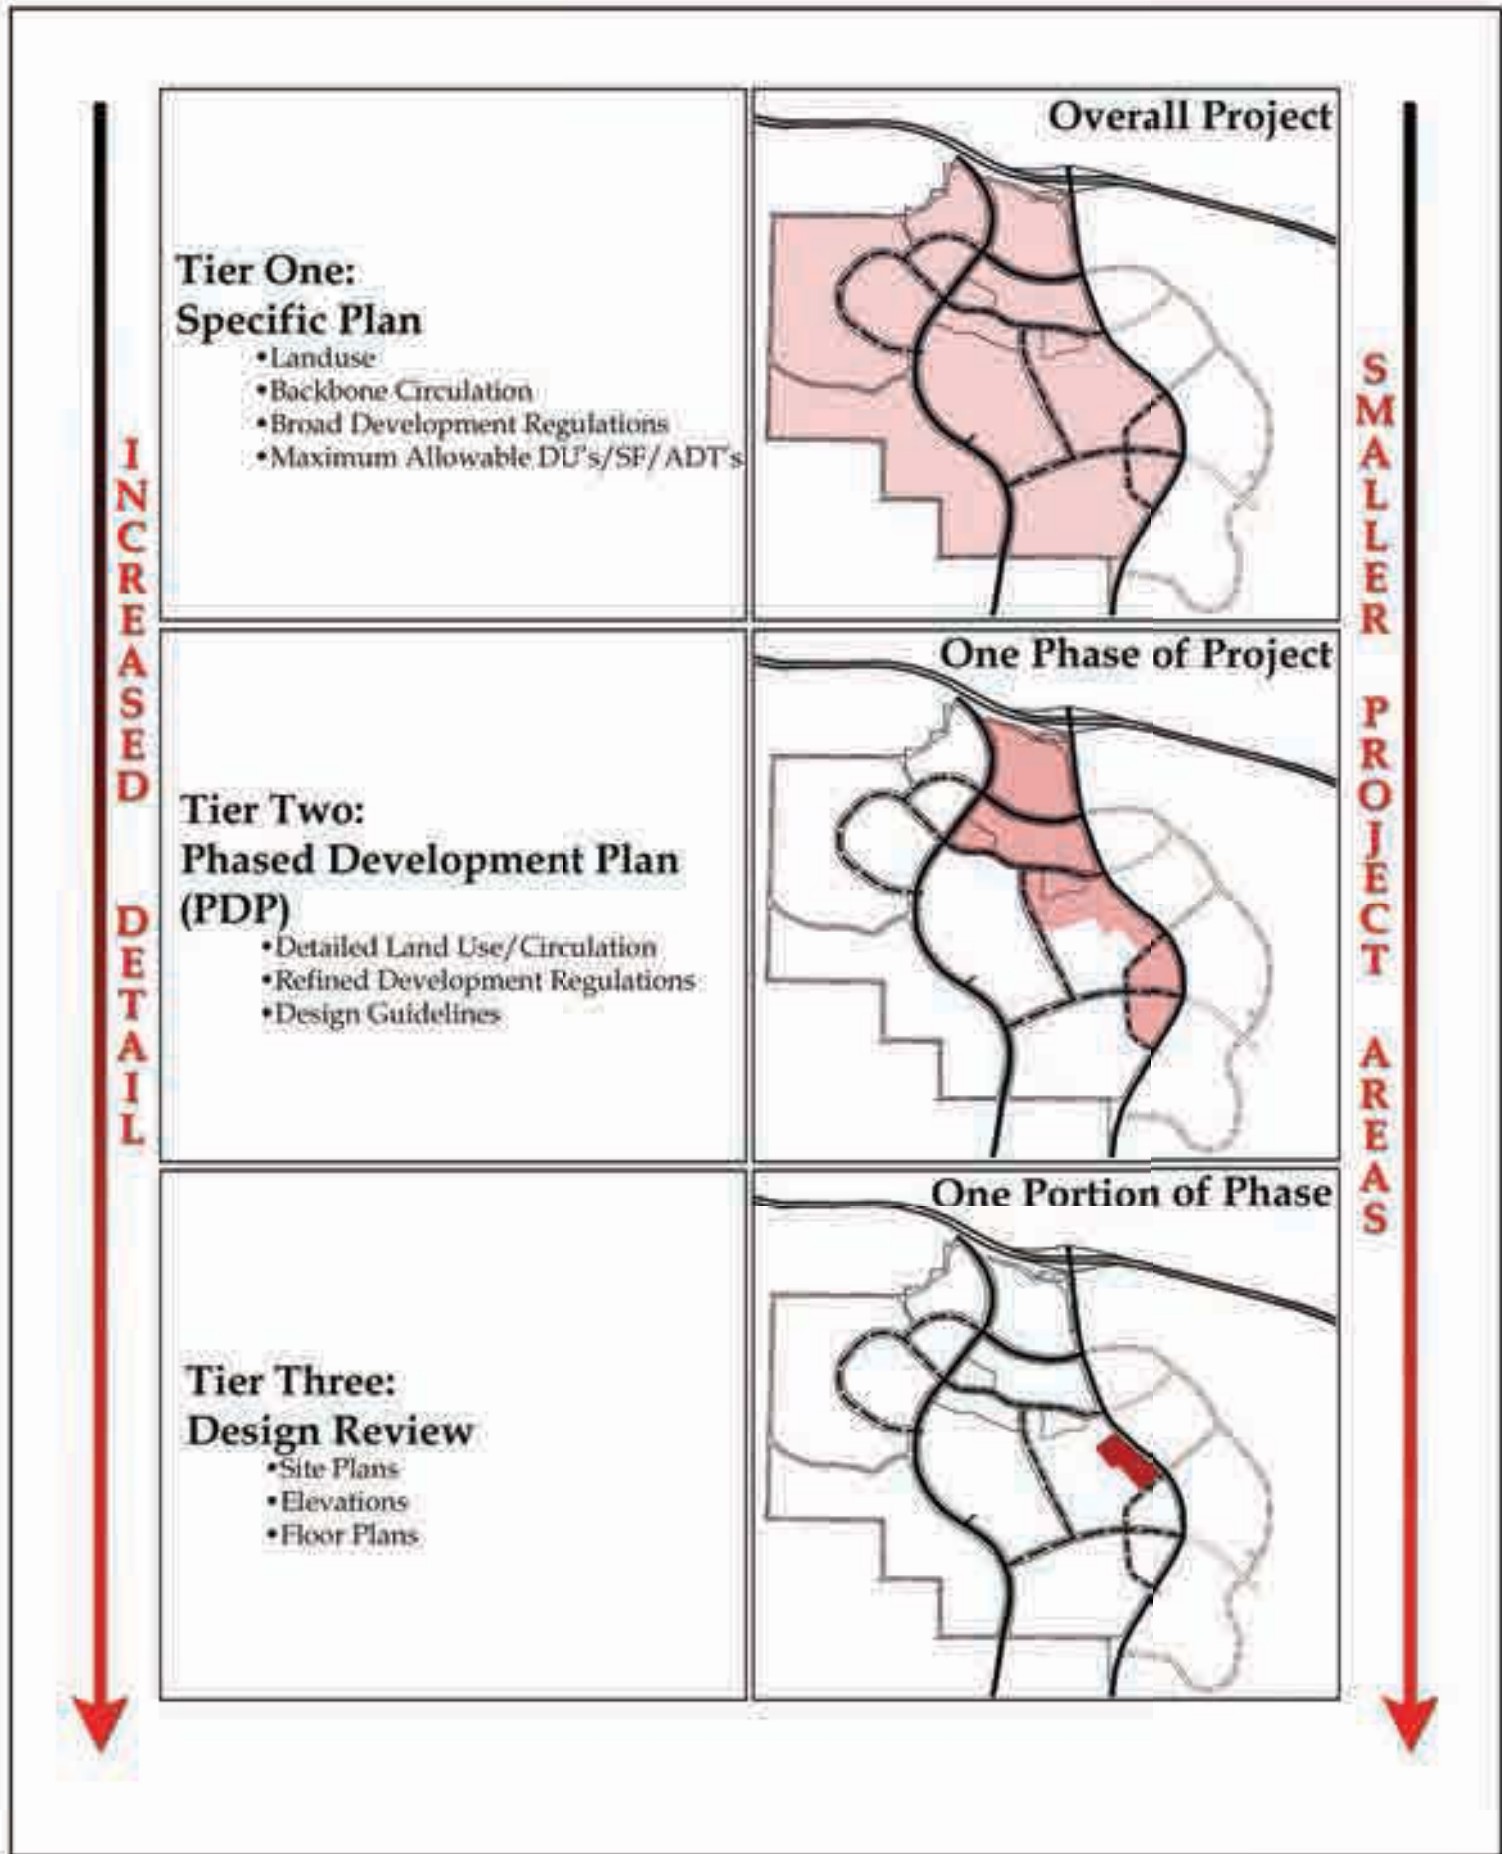 Overall Project
Tier One:
Specific Plan
•Landuse
•Backbone Circulation
•Broad Development Regulations
•Maximum Allowable DU's/SF/ADT's
INCREASED DETAIL
SMALLER PROJECT AREAS
One Phase of Project
Tier Two:
Phased Development Plan
(PDP)
•Detailed Land Use/Circulation
•Refined Development Regulations
•Design Guidelines
One Portion of Phase
Tier Three:
Design Review
•Site Plans
•Elevations
•Floor Plans